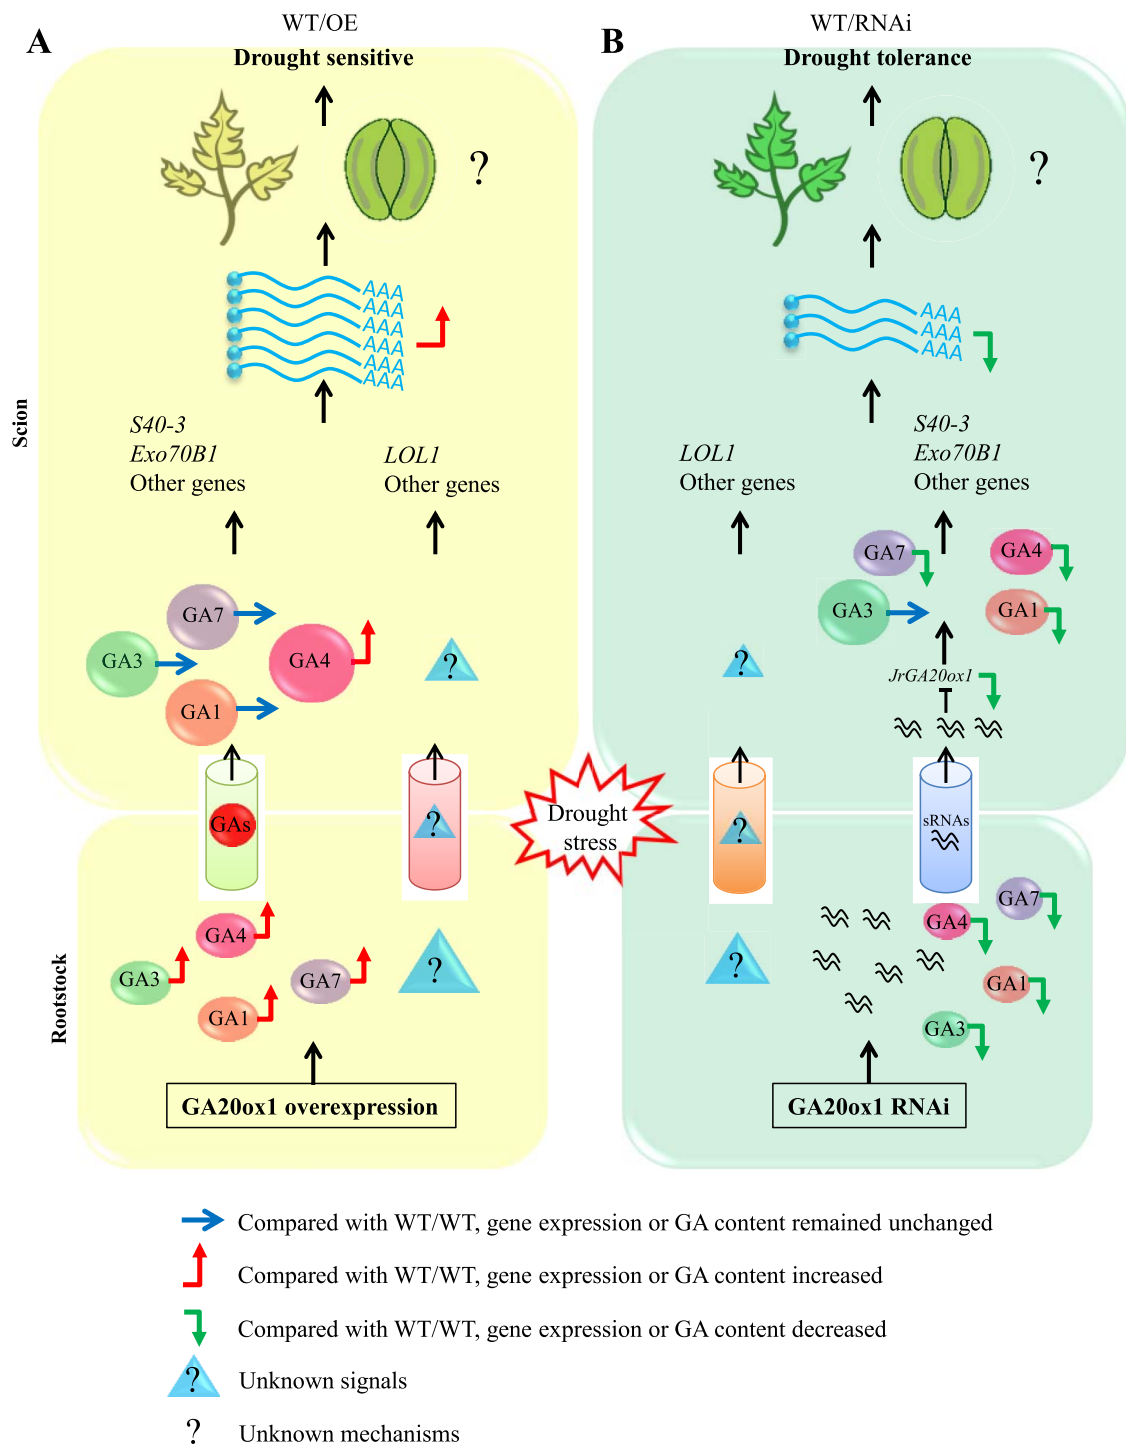 A
WT/OE
Drought sensitive
?
AAA
AAA
AAA
AAA
AAA
AAA
S40-3
Exo70B1
Other genes
LOL1
Other genes
GA7
GA3
GA4
GA1
?
Scion
GAs
?
GA4
GA3
GA7
GA1
?
Rootstock
GA20ox1 overexpression
Drought
stress
B
WT/RNAi
Drought tolerance
?
AAA
AAA
AAA
LOL1
Other genes
S40-3
Exo70B1
Other genes
GA7
GA4
GA3
GA1
?
JrGA20ox1
?
sRNAs
GA7
GA4
?
GA1
GA3
GA20ox1 RNAi
Compared with WT/WT, gene expression or GA content remained unchanged
Compared with WT/WT, gene expression or GA content increased
Compared with WT/WT, gene expression or GA content decreased
? Unknown signals
? Unknown mechanisms